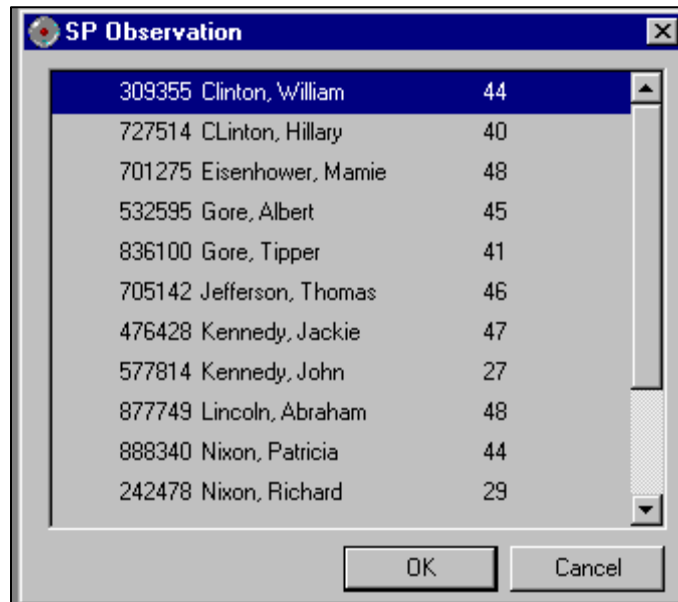 SP Observation
309355 Clinton, William 44
727514 CLinton, Hillary 40
701275 Eisenhower, Mamie 48
532595 Gore, Albert 45
836100 Gore, Tipper 41
705142 Jefferson, Thomas 46
476428 Kennedy, Jackie 47
577814 Kennedy, John 27
877749 Lincoln, Abraham 48
888340 Nixon, Patricia 44
242478 Nixon, Richard 29
OK Cancel